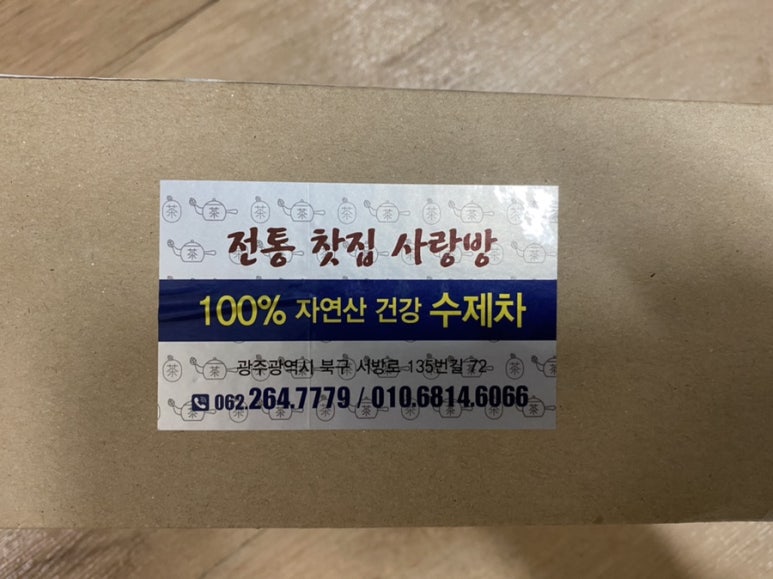 전통 찻집 사랑방
100% 자연산 건강 수제차
광주광역시 북구 서방로 135번길 72
062.264.7779 / 010.6814.6066